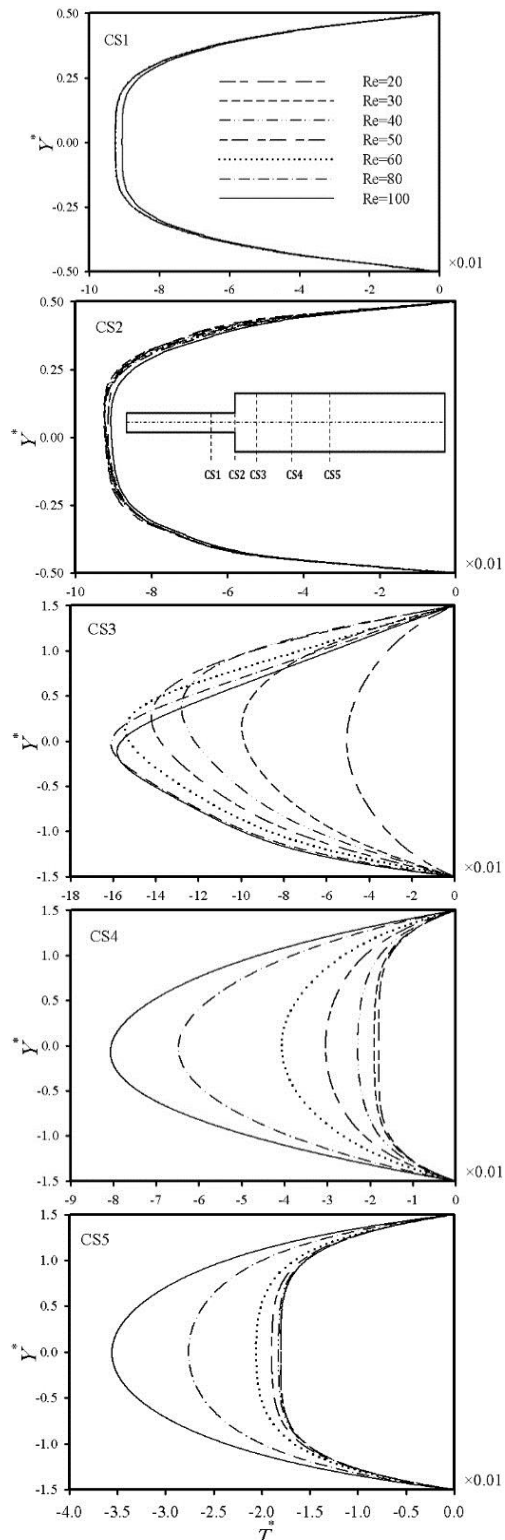 CS1
0.50
0.25
0.00
-0.25
-0.50
Y*
Re=20
Re=30
Re=40
Re=50
Re=60
Re=80
Re=100
×0.01
-10 -8 -6 -4 -2 0
CS2
0.50
0.25
0.00
-0.25
-0.50
Y*
CS1 CS2 CS3 CS4 CS5
×0.01
-10 -8 -6 -4 -2 0
CS3
1.5
1.0
0.5
0.0
-0.5
-1.0
-1.5
Y*
×0.01
-18 -16 -14 -12 -10 -8 -6 -4 -2 0
CS4
1.5
1.0
0.5
0.0
-0.5
-1.0
-1.5
Y*
×0.01
-9 -8 -7 -6 -5 -4 -3 -2 -1 0
CS5
1.5
1.0
0.5
0.0
-0.5
-1.0
-1.5
Y*
×0.01
-4.0 -3.5 -3.0 -2.5 -2.0 -1.5 -1.0 -0.5 0.0
T*